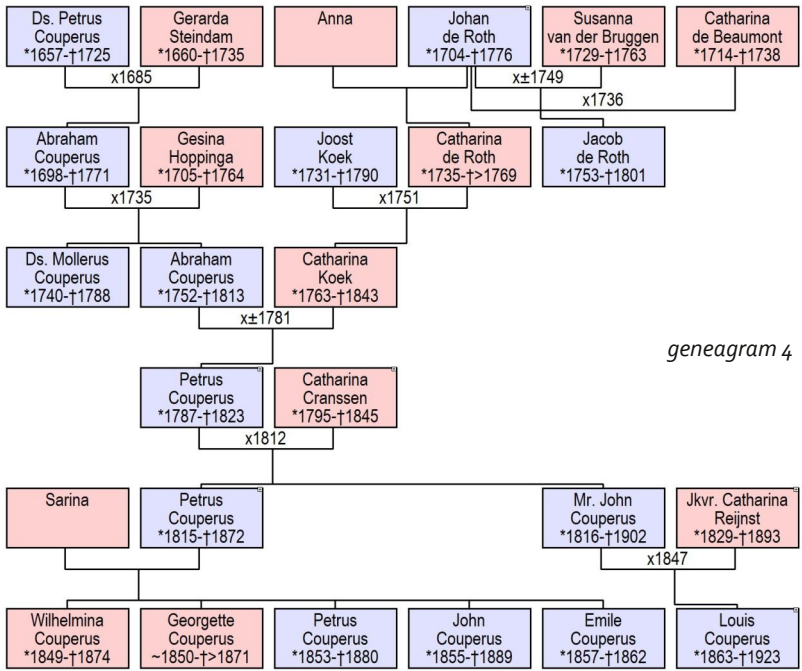 Ds. Petrus
Couperus
*1657-†1725
Gerarda
Steindam
*1660-†1735
Anna
Johan
de Roth
*1704-†1776
Susanna
van der Bruggen
*1729-†1763
Catharina
de Beaumont
*1714-†1738
x1685
x±1749
x1736
Abraham
Couperus
*1698-†1771
Gesina
Hoppinga
*1705-†1764
Joost
Koek
*1731-†1790
Catharina
de Roth
*1735-†>1769
Jacob
de Roth
*1753-†1801
x1735
x1751
Ds. Mollerus
Couperus
*1740-†1788
Abraham
Couperus
*1752-†1813
Catharina
Koek
*1763-†1843
x±1781
geneagram 4
Petrus
Couperus
*1787-†1823
Catharina
Cranssen
*1795-†1845
x1812
Sarina
Petrus
Couperus
*1815-†1872
Mr. John
Couperus
*1816-†1902
Jkvr. Catharina
Reijnst
*1829-†1893
x1847
Wilhelmina
Couperus
*1849-†1874
Georgette
Couperus
~1850-†>1871
Petrus
Couperus
*1853-†1880
John
Couperus
*1855-†1889
Emile
Couperus
*1857-†1862
Louis
Couperus
*1863-†1923